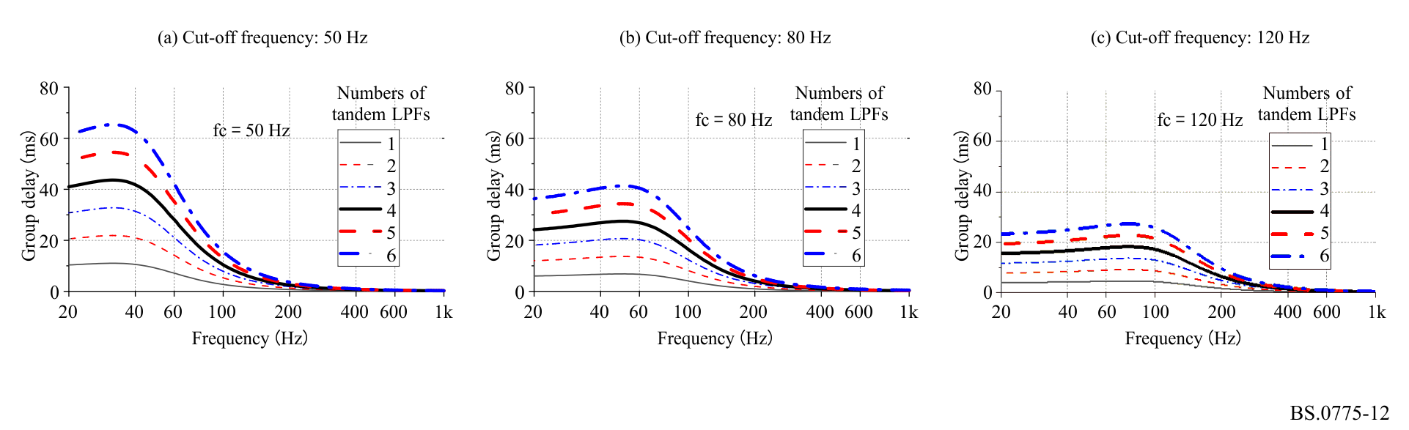 (a) Cut-off frequency: 50 Hz
80
60
40
20
0
Group delay (ms)
20 40 60 100 200 400 600 1k
Frequency (Hz)
fc = 50 Hz
Numbers of
tandem LPFs
1
2
3
4
5
6
(b) Cut-off frequency: 80 Hz
80
60
40
20
0
Group delay (ms)
20 40 60 100 200 400 600 1k
Frequency (Hz)
fc = 80 Hz
Numbers of
tandem LPFs
1
2
3
4
5
6
(c) Cut-off frequency: 120 Hz
80
60
40
20
0
Group delay (ms)
20 40 60 100 200 400 600 1k
Frequency (Hz)
fc = 120 Hz
Numbers of
tandem LPFs
1
2
3
4
5
6
BS.0775-12